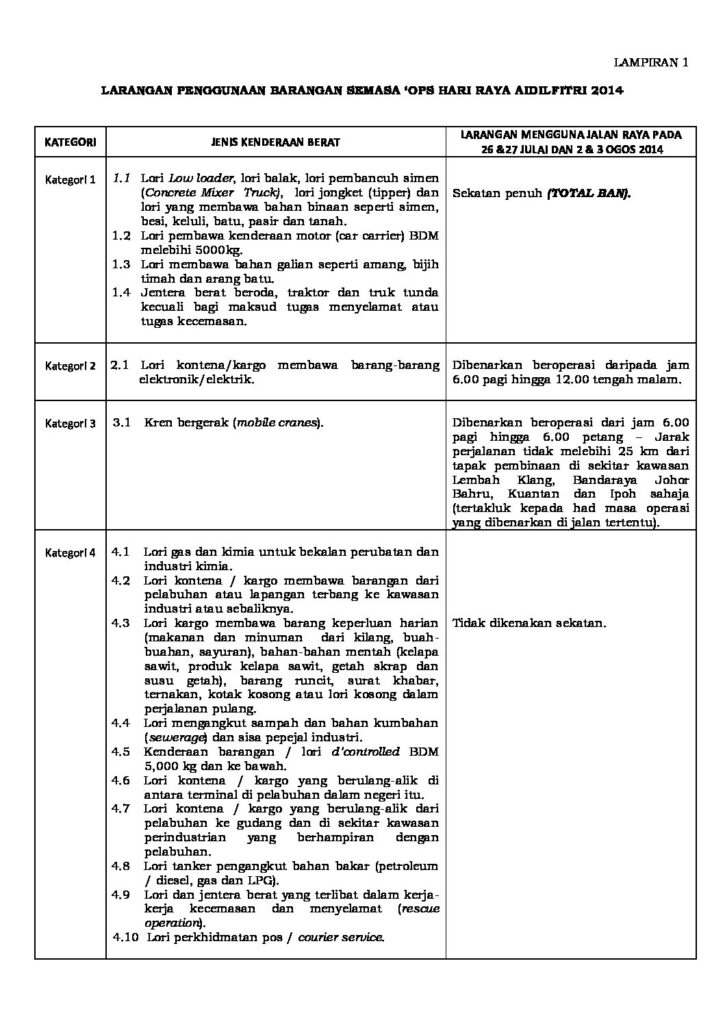 LAMPIRAN 1
LARANGAN PENGGUNAAN BARANGAN SEMASA ‘OPS HARI RAYA AIDILFITRI 2014
KATEGORI
JENIS KENDERAAN BERAT
LARANGAN MENGGUNA JALAN RAYA PADA
26 &27 JULAI DAN 2 & 3 OGOS 2014
Kategori 1
1.1 Lori Low loader, lori balak, lori pembancuh simen
(Concrete Mixer Truck), lori jongket (tipper) dan
lori yang membawa bahan binaan seperti simen,
besi, keluli, batu, pasir dan tanah.
1.2 Lori pembawa kenderaan motor (car carrier) BDM
melebihi 5000kg.
1.3 Lori membawa bahan galian seperti amang, bijih
timah dan arang batu.
1.4 Jentera berat beroda, traktor dan truk tunda
kecuali bagi maksud tugas menyelamat atau
tugas kecemasan.
Sekatan penuh (TOTAL BAN).
Kategori 2
2.1 Lori kontena/kargo membawa barang-barang
elektronik/elektrik.
Dibenarkan beroperasi daripada jam
6.00 pagi hingga 12.00 tengah malam.
Kategori 3
3.1 Kren bergerak (mobile cranes).
Dibenarkan beroperasi dari jam 6.00
pagi hingga 6.00 petang – Jarak
perjalanan tidak melebihi 25 km dari
tapak pembinaan di sekitar kawasan
Lembah Klang, Bandaraya Johor
Bahru, Kuantan dan Ipoh sahaja
(tertakluk kepada had masa operasi
yang dibenarkan di jalan tertentu).
Kategori 4
4.1 Lori gas dan kimia untuk bekalan perubatan dan
industri kimia.
4.2 Lori kontena / kargo membawa barangan dari
pelabuhan atau lapangan terbang ke kawasan
industri atau sebaliknya.
4.3 Lori kargo membawa barang keperluan harian
(makanan dan minuman dari kilang, buah-
buahan, sayuran), bahan-bahan mentah (kelapa
sawit, produk kelapa sawit, getah skrap dan
susu getah), barang runcit, surat khabar,
ternakan, kotak kosong atau lori kosong dalam
perjalanan pulang.
4.4 Lori mengangkut sampah dan bahan kumbahan
(sewerage) dan sisa pepejal industri.
4.5 Kenderaan barangan / lori d’controlled BDM
5,000 kg dan ke bawah.
4.6 Lori kontena / kargo yang berulang-alik di
antara terminal di pelabuhan dalam negeri itu.
4.7 Lori kontena / kargo yang berulang-alik dari
pelabuhan ke gudang dan di sekitar kawasan
perindustrian yang berhampiran dengan
pelabuhan.
4.8 Lori tanker pengangkut bahan bakar (petroleum
/ diesel, gas dan LPG).
4.9 Lori dan jentera berat yang terlibat dalam kerja-
kerja kecemasan dan menyelamat (rescue
operation).
4.10 Lori perkhidmatan pos / courier service.
Tidak dikenakan sekatan.